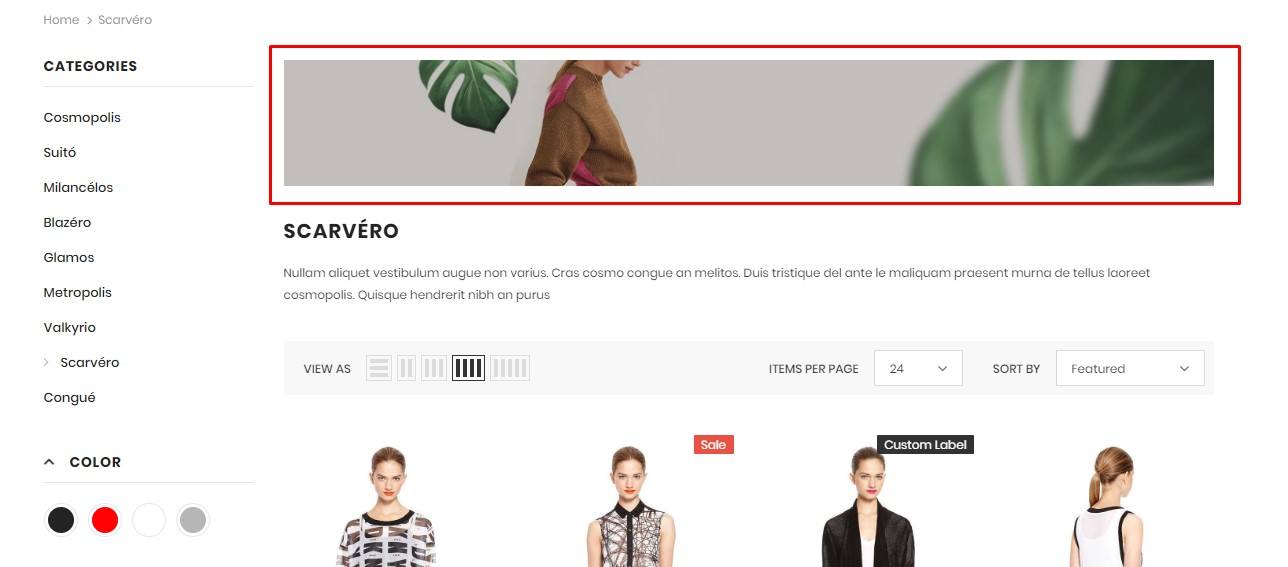 Home > Scarvéro
CATEGORIES
Cosmopolis
Suitó
Milancélos
Blazéro
Glamos
Metropolis
Valkyrio
Scarvéro
Congué
COLOR
SCARVÉRO
Nullam aliquet vestibulum augue non varius. Cras cosmo congue an melitos. Duis tristique del ante le maliquam praesent murna de tellus laoreet
cosmopolis. Quisque hendrerit nibh an purus
VIEW AS ITEMS PER PAGE 24 SORT BY Featured
Sale
Custom Label